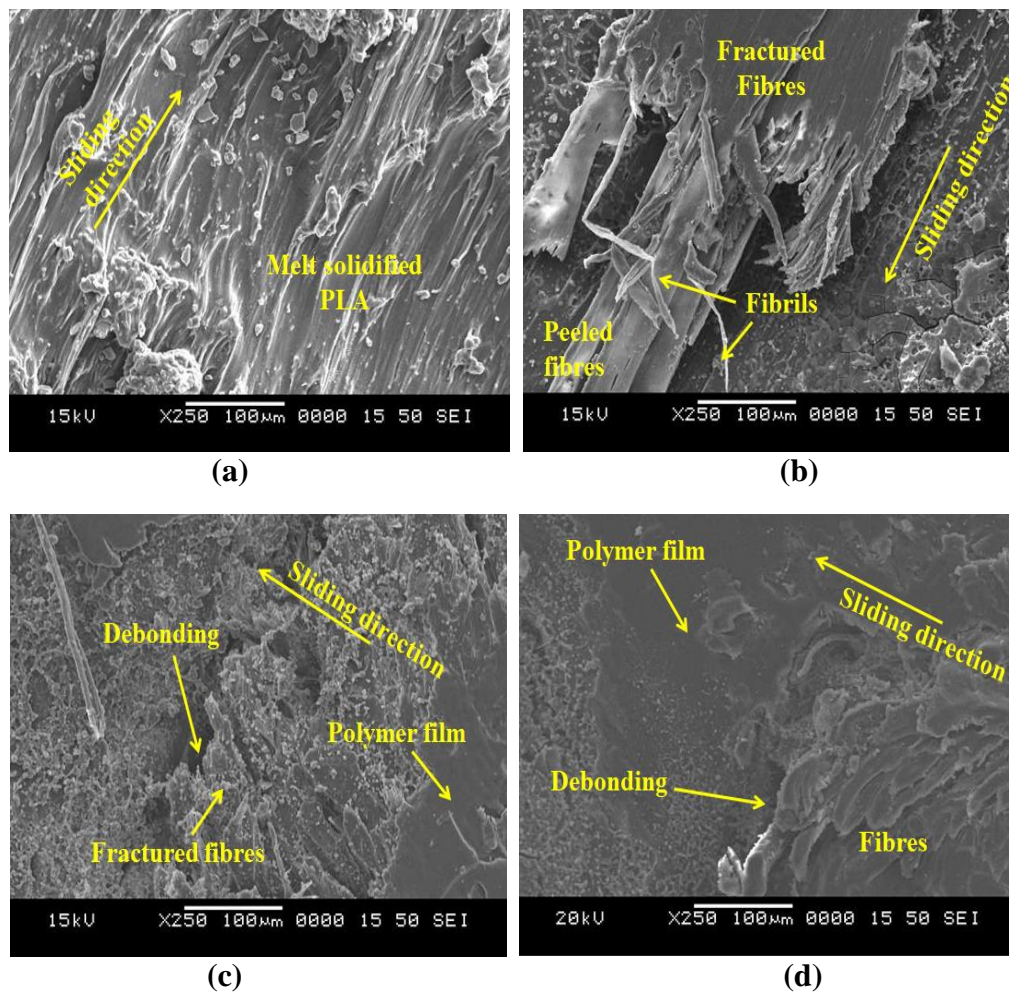 Sliding
direction
Melt solidified
PLA
15kV X250 100μm 0000 15 50 SEI
(a)
Fractured
Fibres
Sliding direction
Fibrils
Peeled
fibres
15kV X250 100μm 0000 15 50 SEI
(b)
Sliding direction
Debonding
Polymer film
Fractured fibres
15kV X250 100μm 0000 15 50 SEI
(c)
Polymer film
Sliding direction
Debonding
Fibres
20kV X250 100μm 0000 15 50 SEI
(d)